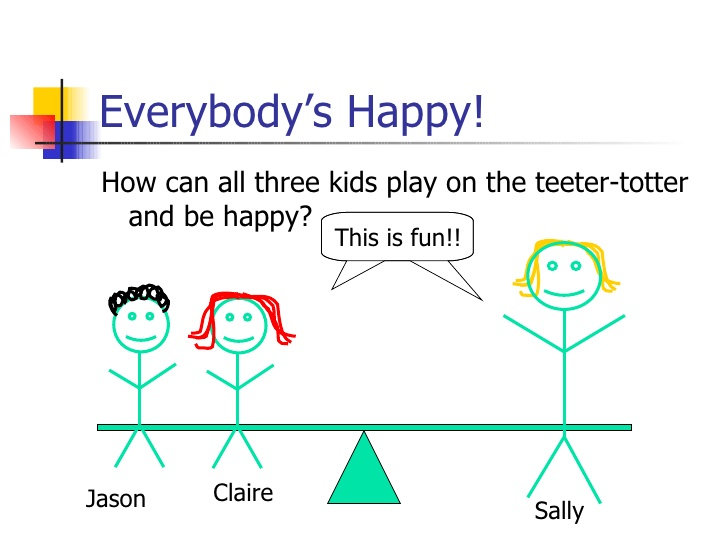 Everybody’s Happy!
How can all three kids play on the teeter-totter
and be happy?
This is fun!!
Jason
Claire
Sally